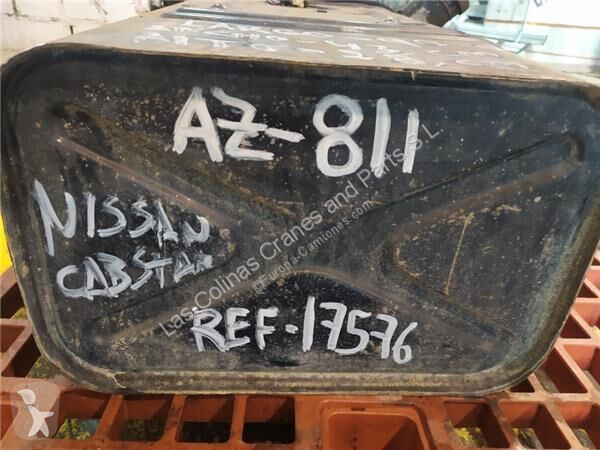 AZ-811
NISSAN
CABSTAR
REF-17576
Las Colinas Cranes and Parts S L
@Europa-Camiones.com